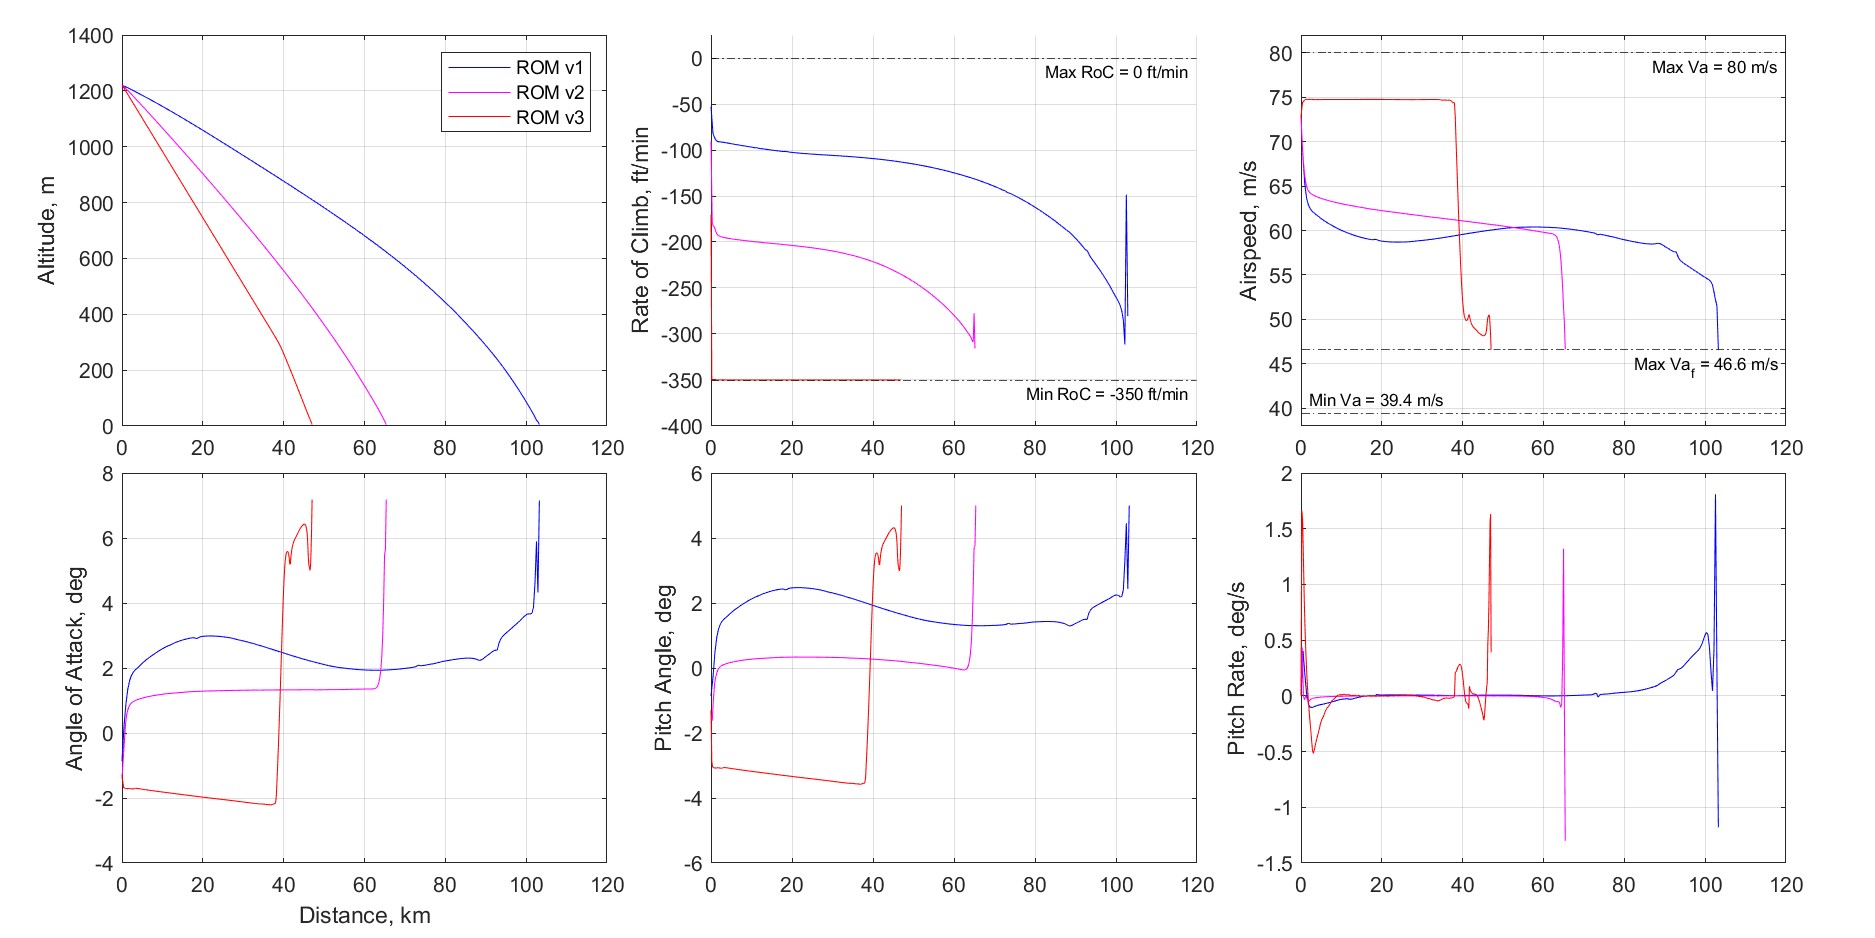 1400
1200
1000
800
600
400
200
0
0 20 40 60 80 100 120
Altitude, m
ROM v1
ROM v2
ROM v3
0
-50
-100
-150
-200
-250
-300
-350
-400
0 20 40 60 80 100 120
Rate of Climb, ft/min
Max RoC = 0 ft/min
Min RoC = -350 ft/min
80
75
70
65
60
55
50
45
40
0 20 40 60 80 100 120
Airspeed, m/s
Max Va = 80 m/s
Max Va_f = 46.6 m/s
Min Va = 39.4 m/s
8
6
4
2
0
-2
-4
0 20 40 60 80 100 120
Angle of Attack, deg
Distance, km
6
4
2
0
-2
-4
-6
0 20 40 60 80 100 120
Pitch Angle, deg
2
1.5
1
0.5
0
-0.5
-1
-1.5
0 20 40 60 80 100 120
Pitch Rate, deg/s